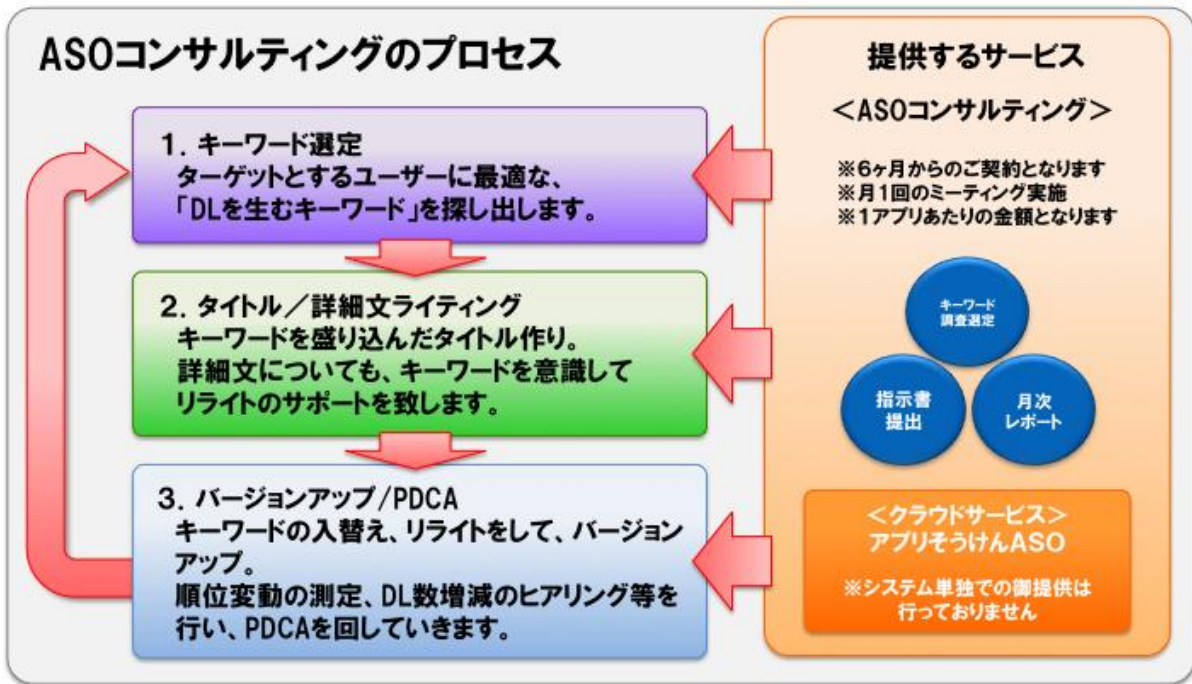 ASOコンサルティングのプロセス
1. キーワード選定
ターゲットとするユーザーに最適な、
「DLを生むキーワード」を探し出します。
2. タイトル／詳細文ライティング
キーワードを盛り込んだタイトル作り。
詳細文についても、キーワードを意識して
リライトのサポートを致します。
3. バージョンアップ/PDCA
キーワードの入替え、リライトをして、バージョン
アップ。
順位変動の測定、DL数増減のヒアリング等を
行い、PDCAを回していきます。
提供するサービス
＜ASOコンサルティング＞
※6ヶ月からのご契約となります
※月1回のミーティング実施
※1アプリあたりの金額となります
キーワード
調査選定
指示書
提出
月次
レポート
＜クラウドサービス＞
アプリそうけんASO
※システム単独での御提供は
行っておりません